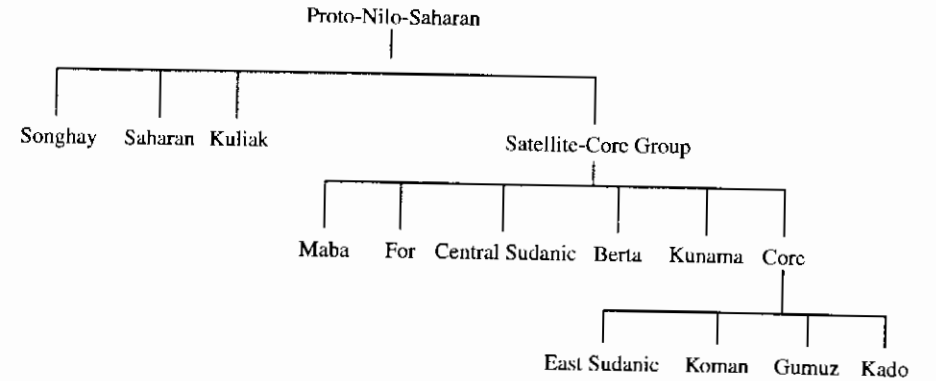 Proto-Nilo-Saharan
Songhay Saharan Kuliak
Satellite-Core Group
Maba For Central Sudanic Berta Kunama Core
East Sudanic Koman Gumuz Kado